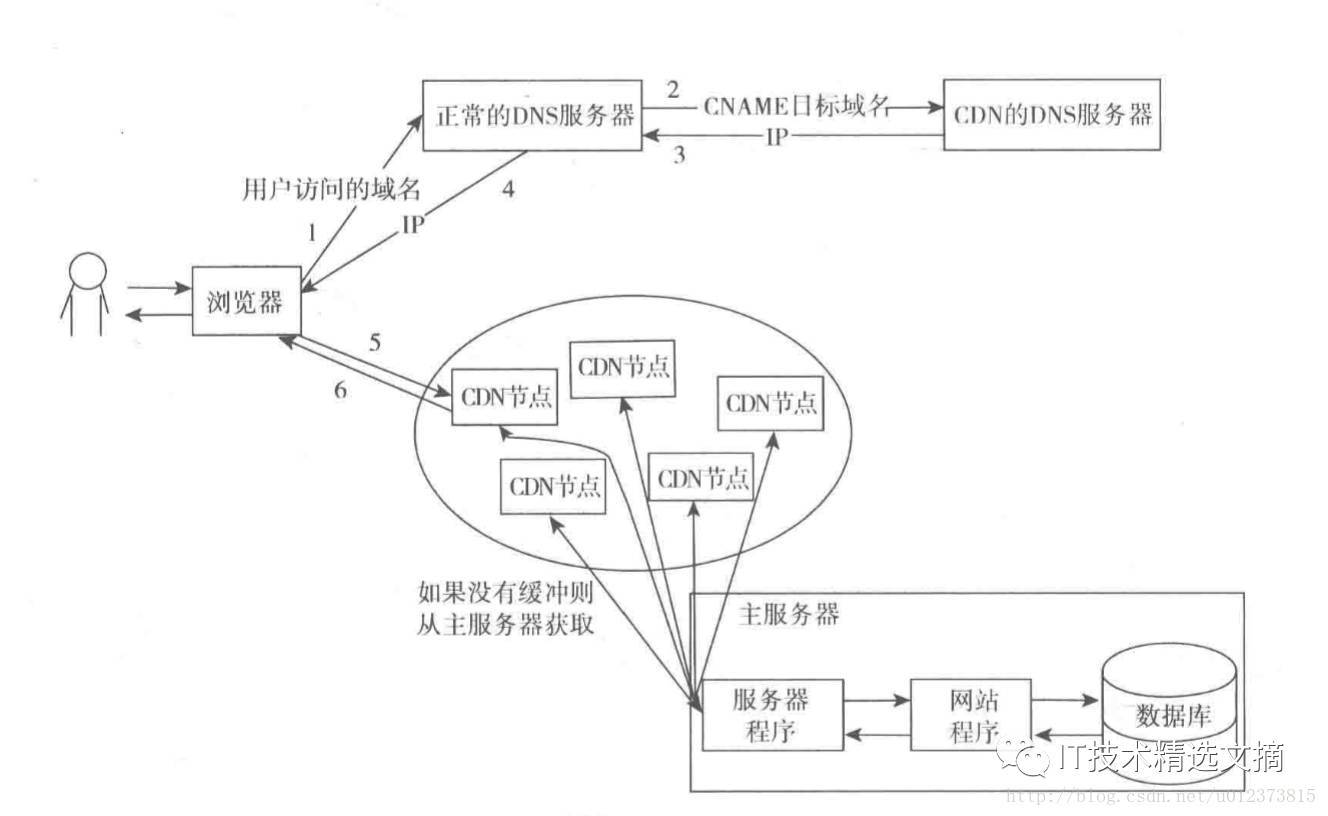 正常的DNS服务器
2
CNAME目标域名
CDN的DNS服务器
IP
3
用户访问的域名
1
4
IP
浏览器
5
6
CDN节点
CDN节点
CDN节点
CDN节点
CDN节点
如果没有缓冲则
从主服务器获取
主服务器
服务器
程序
网站
程序
数据库
IT技术精选文摘
http://blog.csdn.net/u012373815